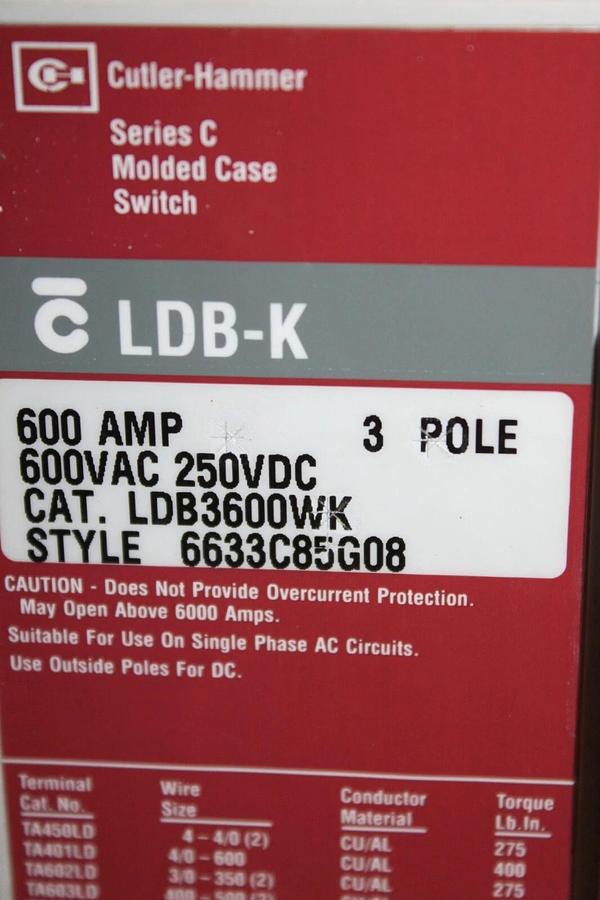 Cutler-Hammer
Series C
Molded Case
Switch
C LDB-K
600 AMP 3 POLE
600VAC 250VDC
CAT. LDB3600WK
STYLE 6633C85G08
CAUTION - Does Not Provide Overcurrent Protection.
May Open Above 6000 Amps.
Suitable For Use On Single Phase AC Circuits.
Use Outside Poles For DC.
Terminal Wire Conductor Torque
Cat. No. Size Material Lb.In.
TA450LD 4 – 4/0 (2) CU/AL 275
TA401LD 4/0 – 600 CU/AL 400
TA602LD 3/0 – 350 (2) CU/AL 275
TA603LD 400 – 500 (2) CU/AL